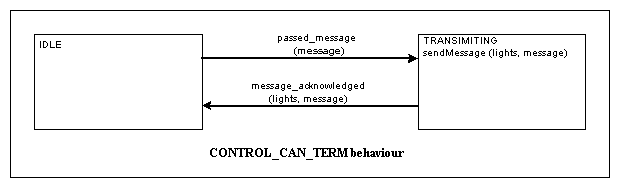 IDLE
passed_message
(message)
TRANSIMITING
sendMessage (lights, message)
message_acknowledged
(lights, message)
CONTROL_CAN_TERM behaviour